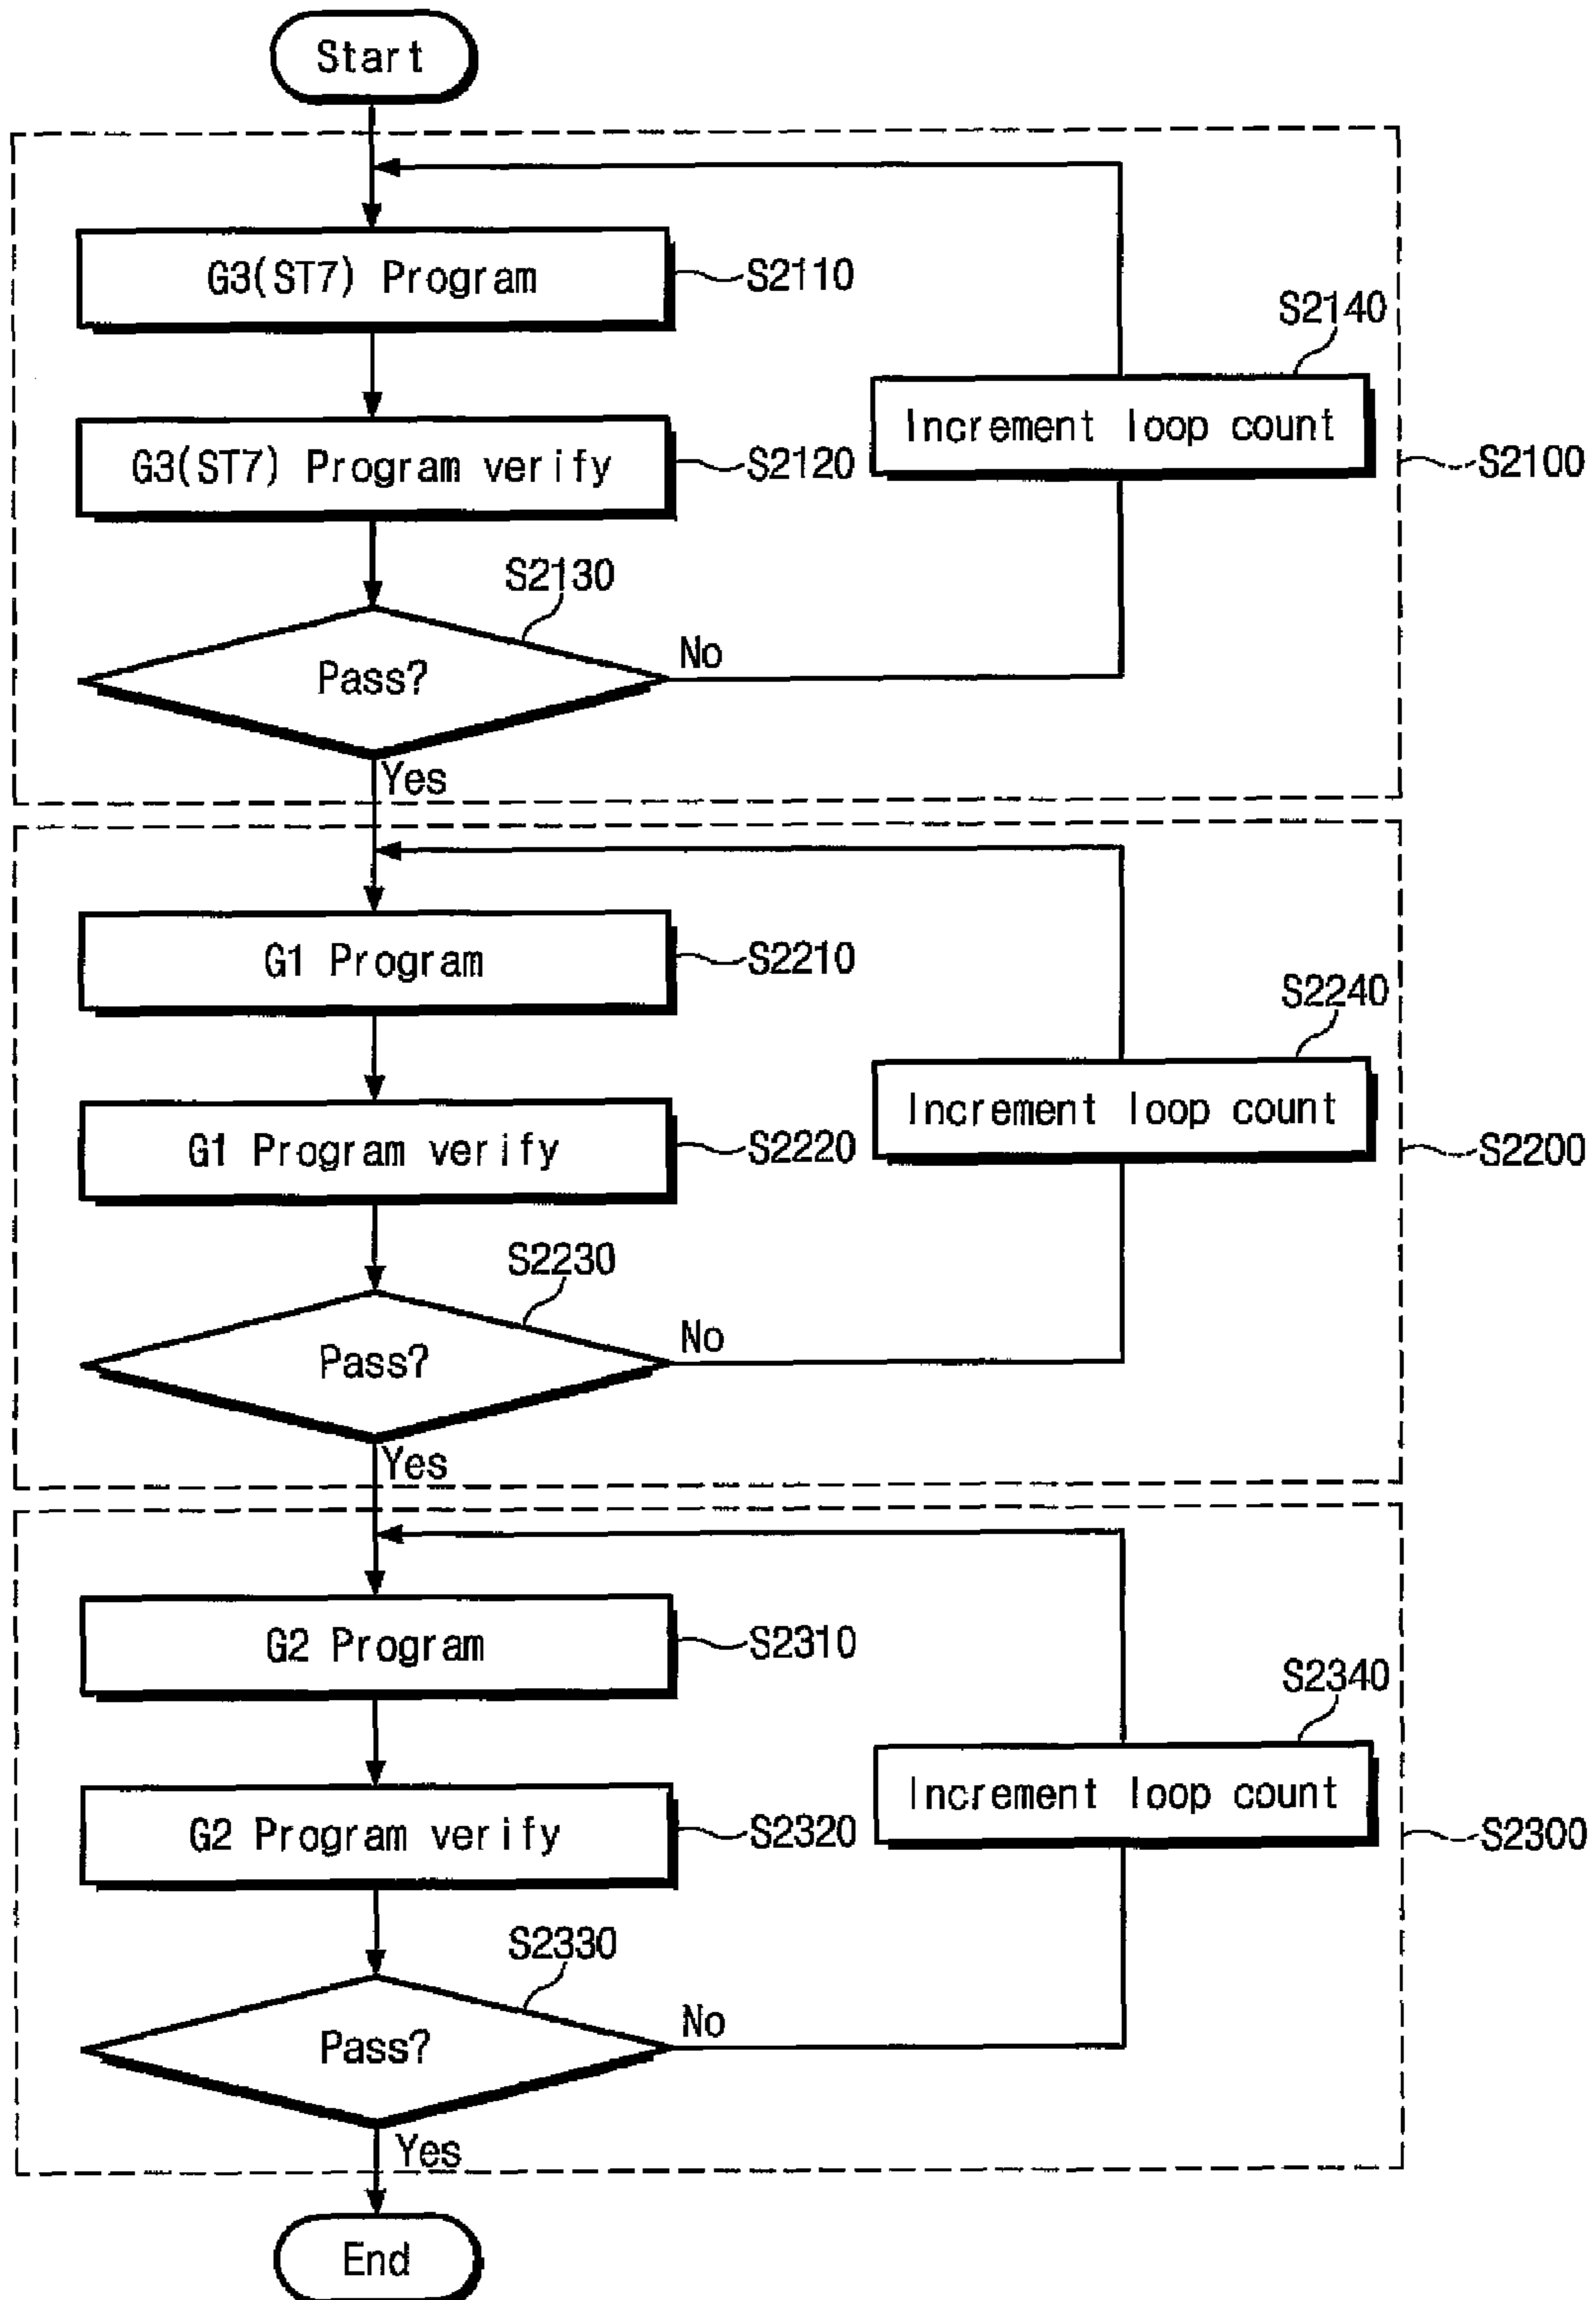 Start
G3(ST7) Program
S2110
S2140
Increment loop count
G3(ST7) Program verify
S2120
S2100
S2130
Pass?
No
Yes
G1 Program
S2210
S2240
Increment loop count
G1 Program verify
S2220
S2200
S2230
Pass?
No
Yes
G2 Program
S2310
S2340
Increment loop count
G2 Program verify
S2320
S2300
S2330
Pass?
No
Yes
End